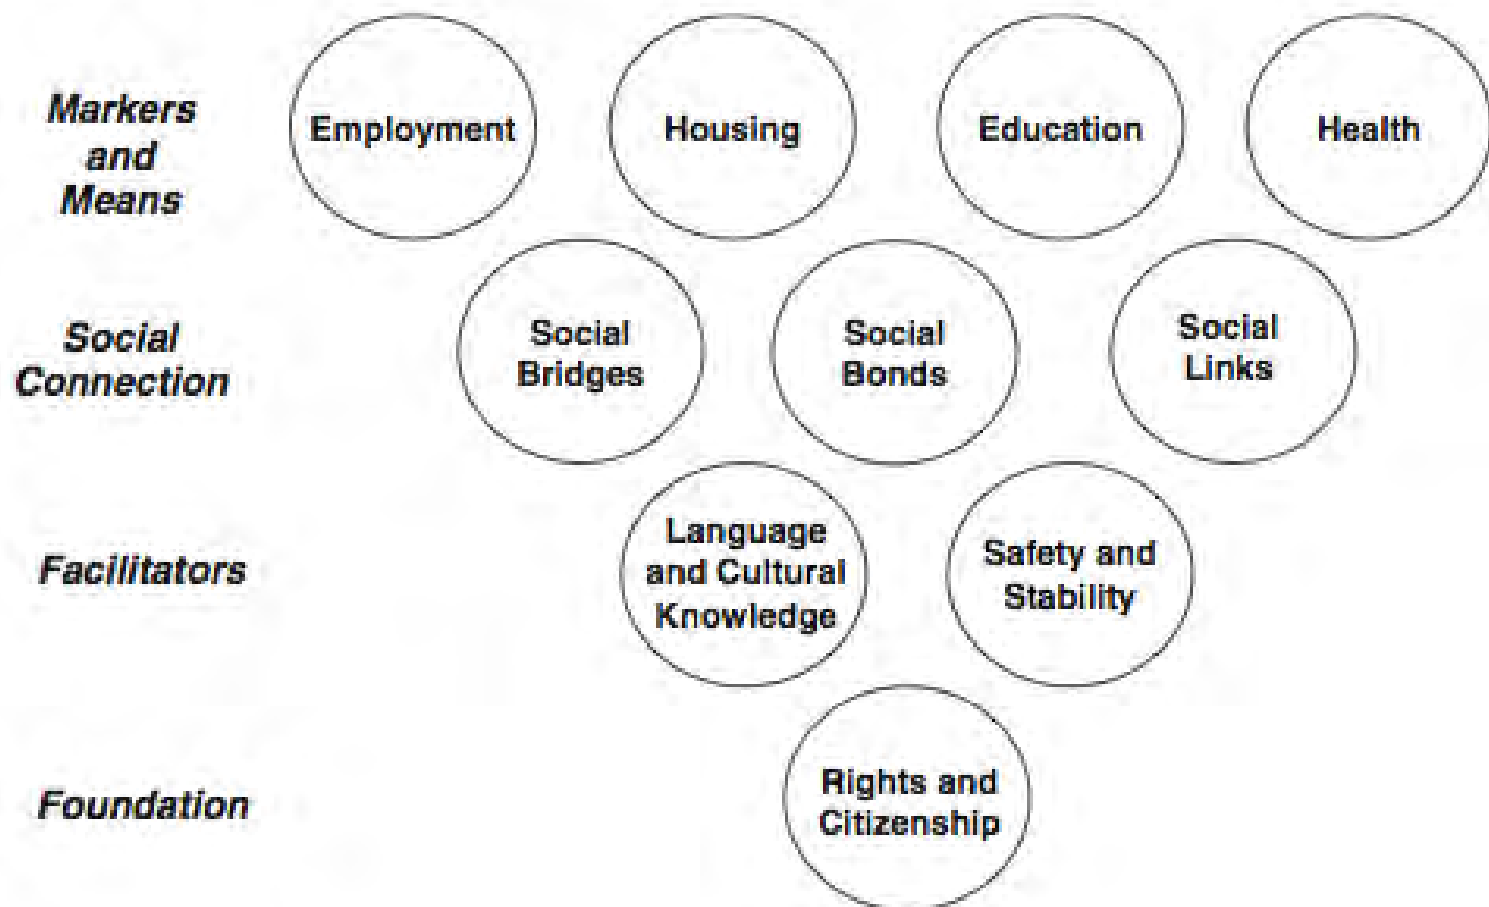 Markers
and
Means
Employment
Housing
Education
Health
Social
Connection
Social
Bridges
Social
Bonds
Social
Links
Facilitators
Language
and Cultural
Knowledge
Safety and
Stability
Foundation
Rights and
Citizenship